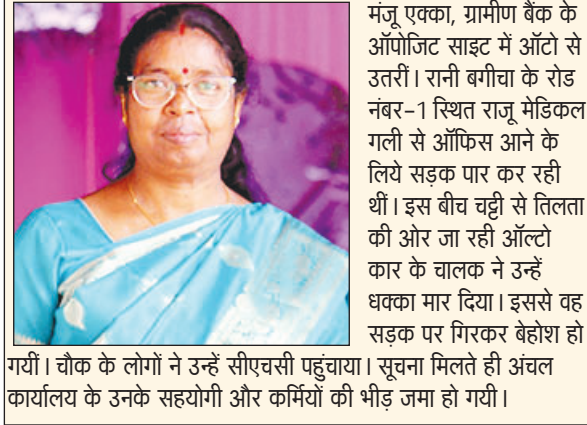 मंजू एक्का, ग्रामीण बैंक के
ऑपोजिट साइट में ऑटो से
उतरीं। रानी बगीचा के रोड
नंबर-1 स्थित राजू मेडिकल
गली से ऑफिस आने के
लिये सड़क पार कर रही
थीं। इस बीच चट्टी से तिलता
की ओर जा रही ऑल्टो
कार के चालक ने उन्हें
धक्का मार दिया। इससे वह
सड़क पर गिरकर बेहोश हो
गयीं। चौक के लोगों ने उन्हें सीएचसी पहुंचाया। सूचना मिलते ही अंचल
कार्यालय के उनके सहयोगी और कर्मियों की भीड़ जमा हो गयी।